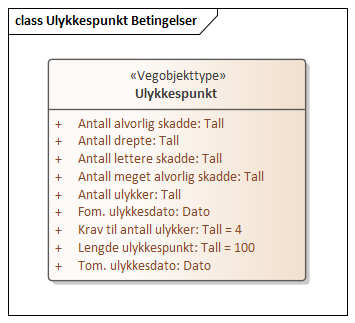 class Ulykkespunkt Betingelser
«Vegobjekttype»
Ulykkespunkt
+ Antall alvorlig skadde: Tall
+ Antall drepte: Tall
+ Antall lettere skadde: Tall
+ Antall meget alvorlig skadde: Tall
+ Antall ulykker: Tall
+ Fom. ulykkesdato: Dato
+ Krav til antall ulykker: Tall = 4
+ Lengde ulykkespunkt: Tall = 100
+ Tom. ulykkesdato: Dato